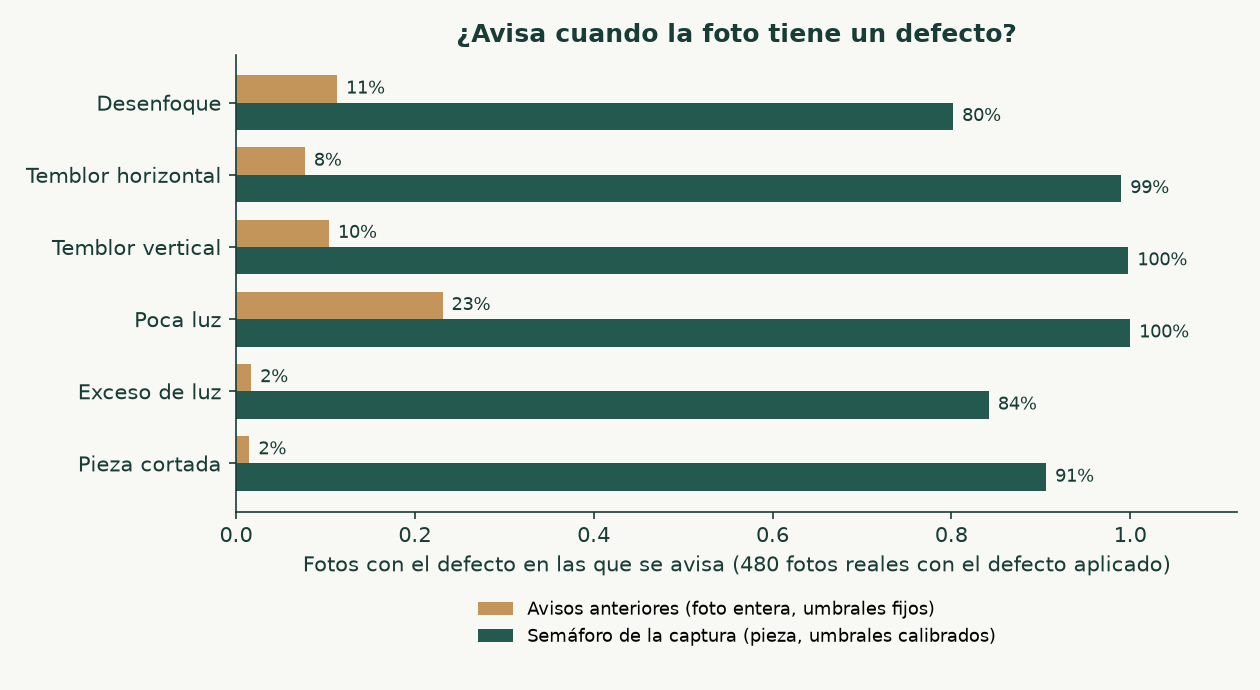 ¿Avisa cuando la foto tiene un defecto?
Desenfoque
11%
80%
Temblor horizontal
8%
99%
Temblor vertical
10%
100%
Poca luz
23%
100%
Exceso de luz
2%
84%
Pieza cortada
2%
91%
0.0 0.2 0.4 0.6 0.8 1.0
Fotos con el defecto en las que se avisa (480 fotos reales con el defecto aplicado)
Avisos anteriores (foto entera, umbrales fijos)
Semáforo de la captura (pieza, umbrales calibrados)